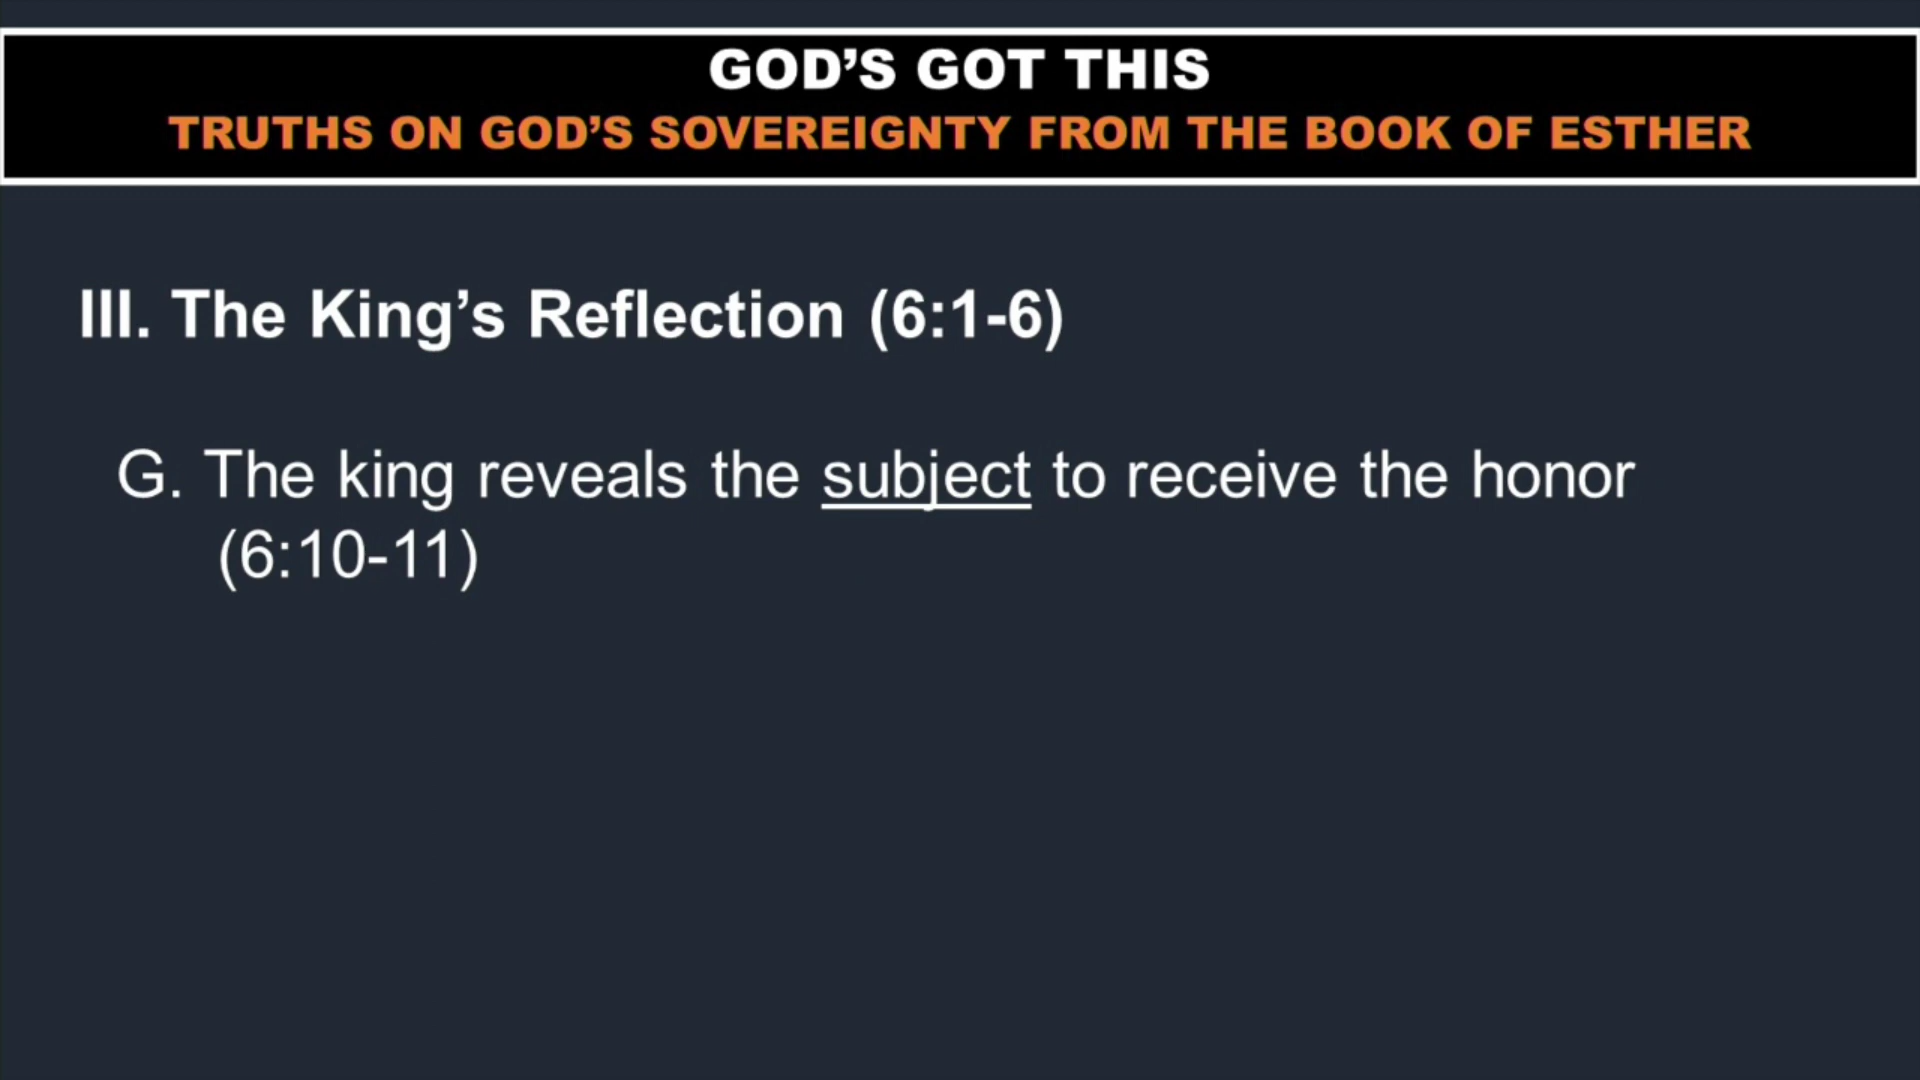 GOD’S GOT THIS
TRUTHS ON GOD’S SOVEREIGNTY FROM THE BOOK OF ESTHER
III. The King’s Reflection (6:1-6)
G. The king reveals the subject to receive the honor
(6:10-11)